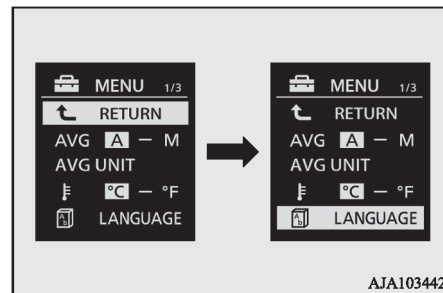 MENU 1/3
RETURN
AVG A – M
AVG UNIT
°C – °F
LANGUAGE
MENU 1/3
RETURN
AVG A – M
AVG UNIT
°C – °F
LANGUAGE
AJA103442